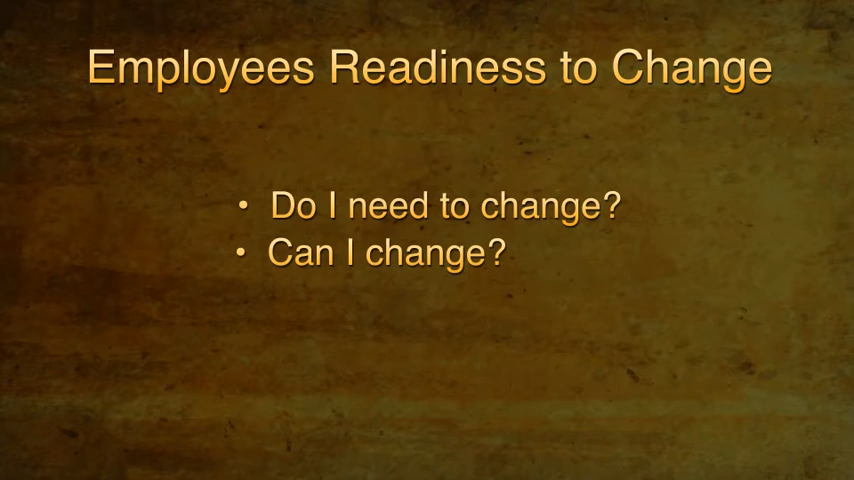 Employees Readiness to Change
• Do I need to change?
• Can I change?